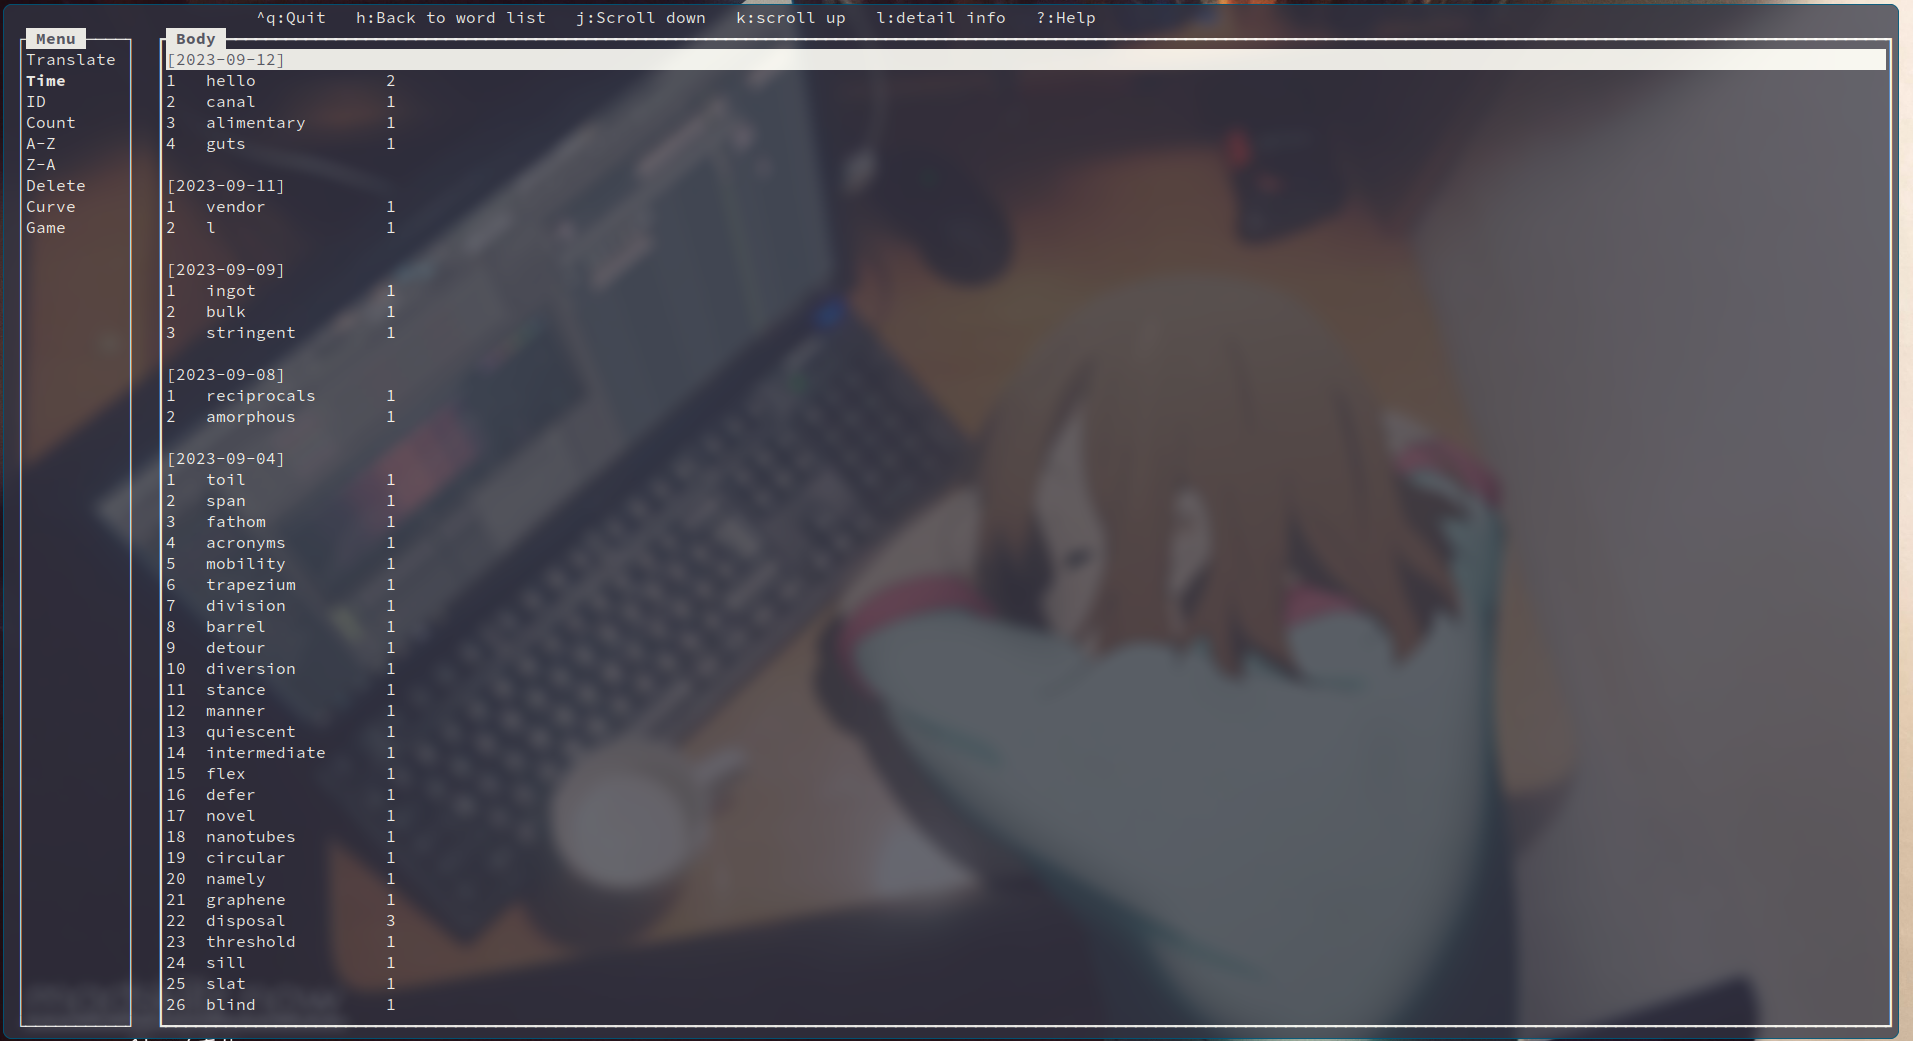 ^q:Quit h:Back to word list j:Scroll down k:scroll up l:detail info ?:Help
Menu
Translate
Time
ID
Count
A-Z
Z-A
Delete
Curve
Game
Body
[2023-09-12]
1 hello 2
2 canal 1
3 alimentary 1
4 guts 1
[2023-09-11]
1 vendor 1
2 l 1
[2023-09-09]
1 ingot 1
2 bulk 1
3 stringent 1
[2023-09-08]
1 reciprocals 1
2 amorphous 1
[2023-09-04]
1 toil 1
2 span 1
3 fathom 1
4 acronyms 1
5 mobility 1
6 trapezium 1
7 division 1
8 barrel 1
9 detour 1
10 diversion 1
11 stance 1
12 manner 1
13 quiescent 1
14 intermediate 1
15 flex 1
16 defer 1
17 novel 1
18 nanotubes 1
19 circular 1
20 namely 1
21 graphene 1
22 disposal 3
23 threshold 1
24 sill 1
25 slat 1
26 blind 1